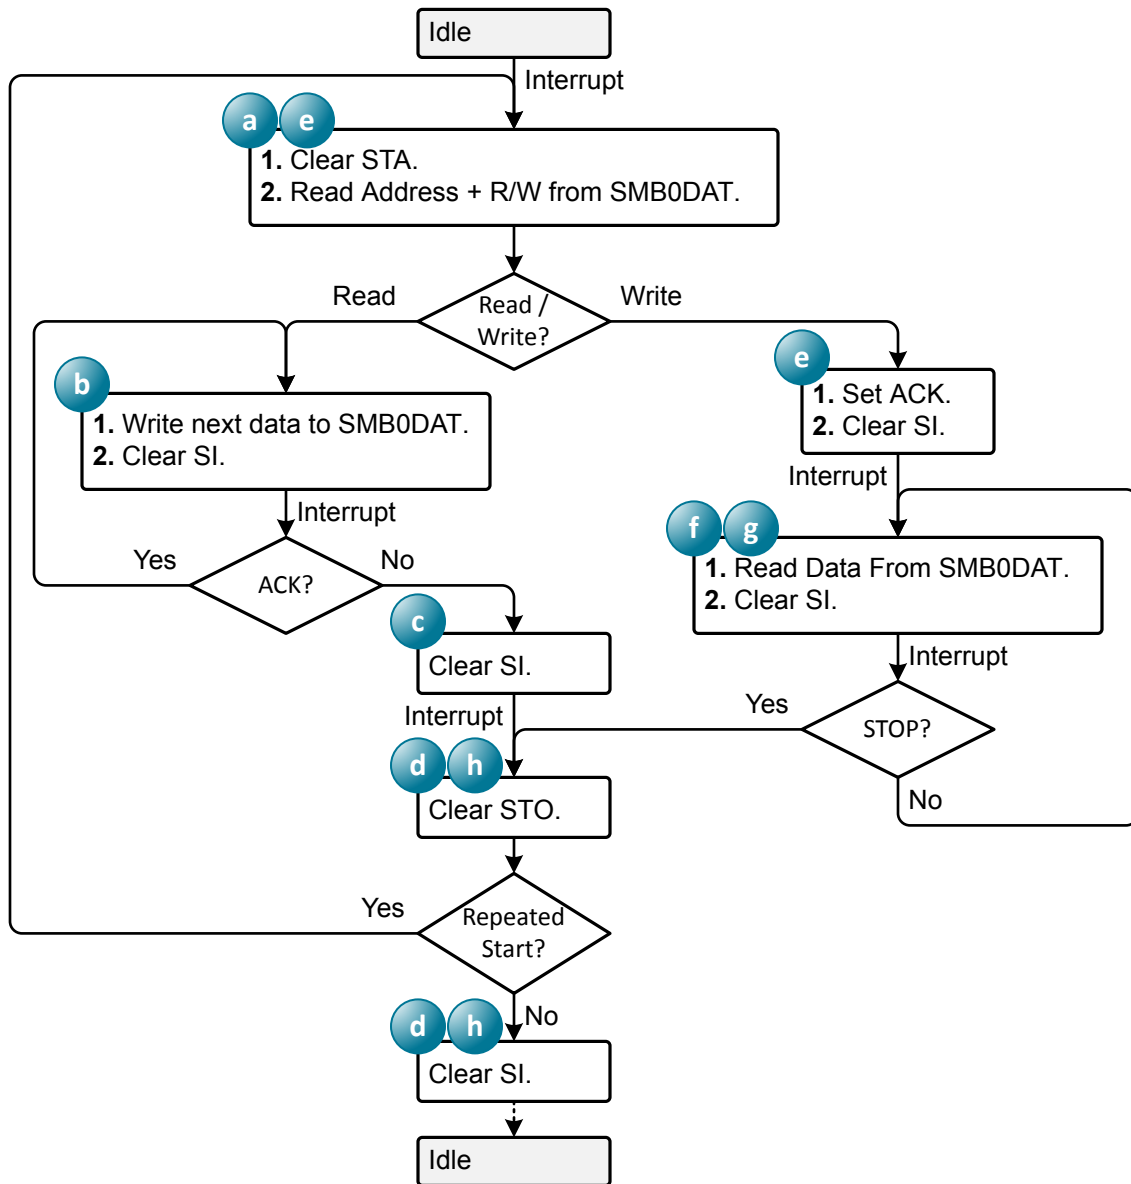 Idle
Interrupt
a e
1. Clear STA.
2. Read Address + R/W from SMB0DAT.
Read
Read /
Write?
Write
b
1. Write next data to SMB0DAT.
2. Clear SI.
Interrupt
Yes
ACK?
No
c
Clear SI.
Interrupt
e
1. Set ACK.
2. Clear SI.
Interrupt
f g
1. Read Data From SMB0DAT.
2. Clear SI.
Interrupt
Yes
STOP?
No
d h
Clear STO.
Yes
Repeated
Start?
No
d h
Clear SI.
Idle